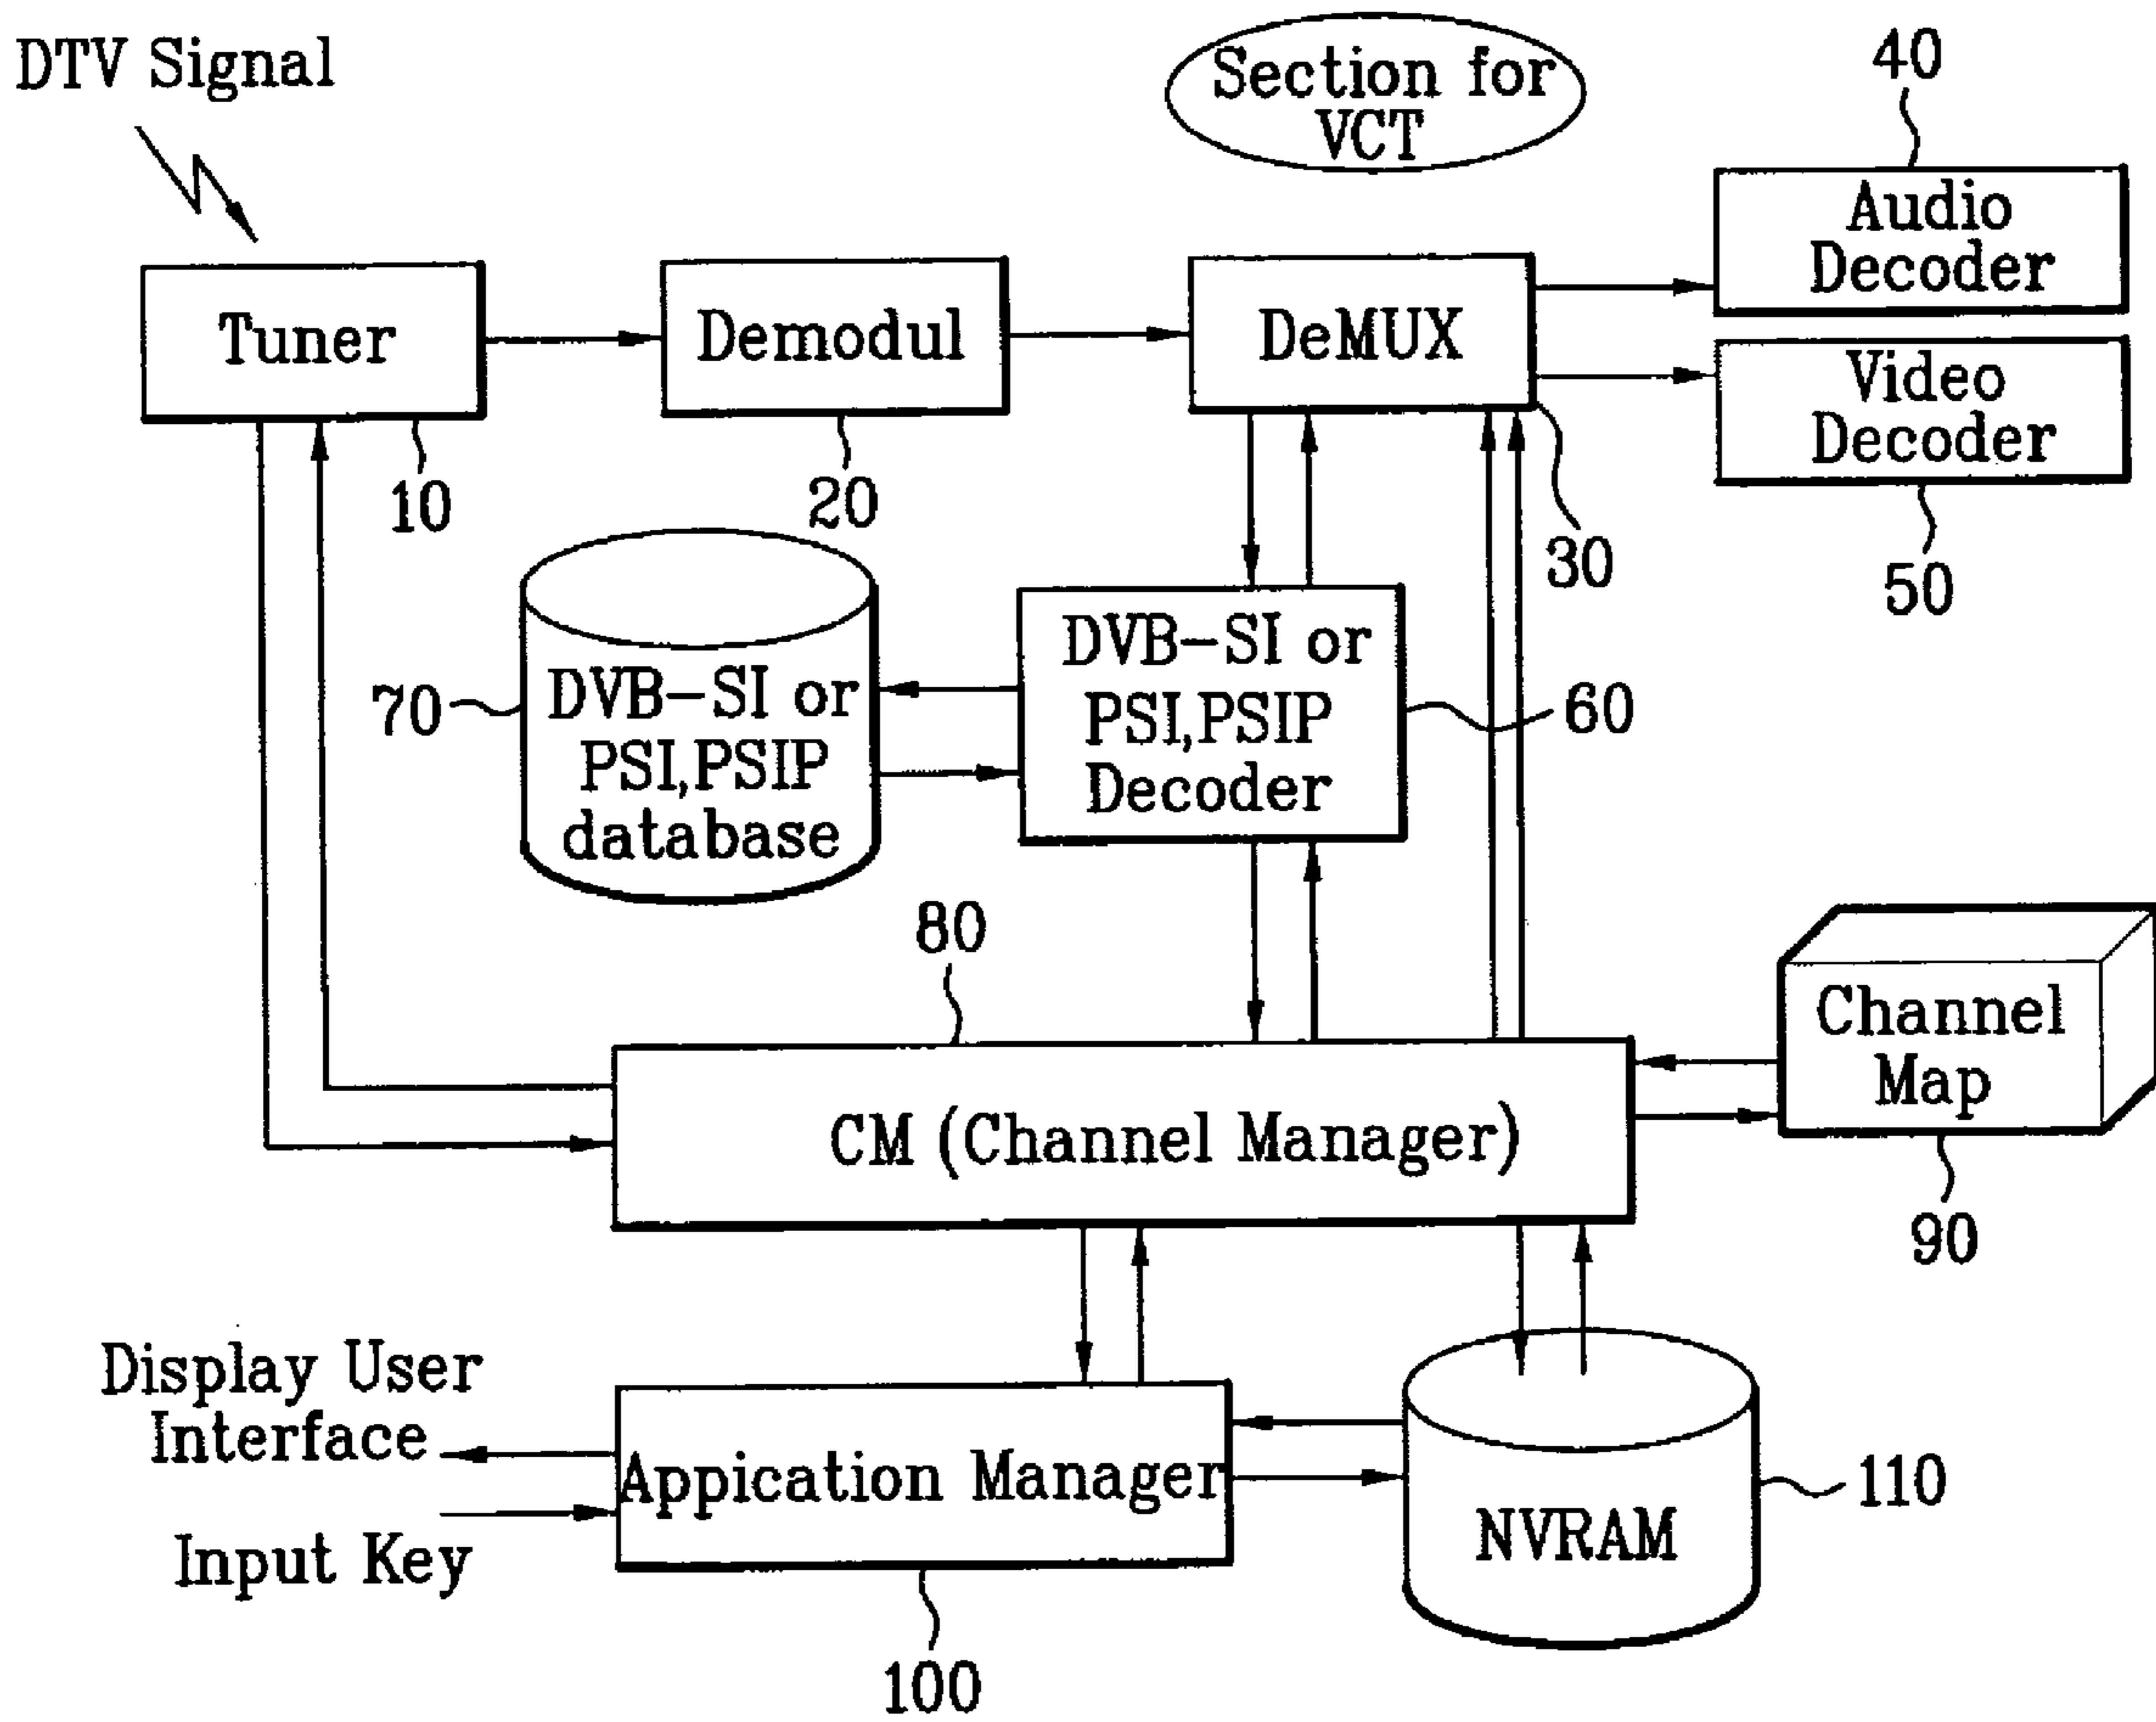 DTV Signal
Section for
VCT
40
Audio
Decoder
Tuner
Demodul
DeMUX
Video
Decoder
10
20
30
50
DVB-SI or
PSI,PSIP
Decoder
60
70
DVB-SI or
PSI,PSIP
database
80
Channel
Map
CM (Channel Manager)
90
Display User
Interface
Appication Manager
Input Key
NVRAM
110
100